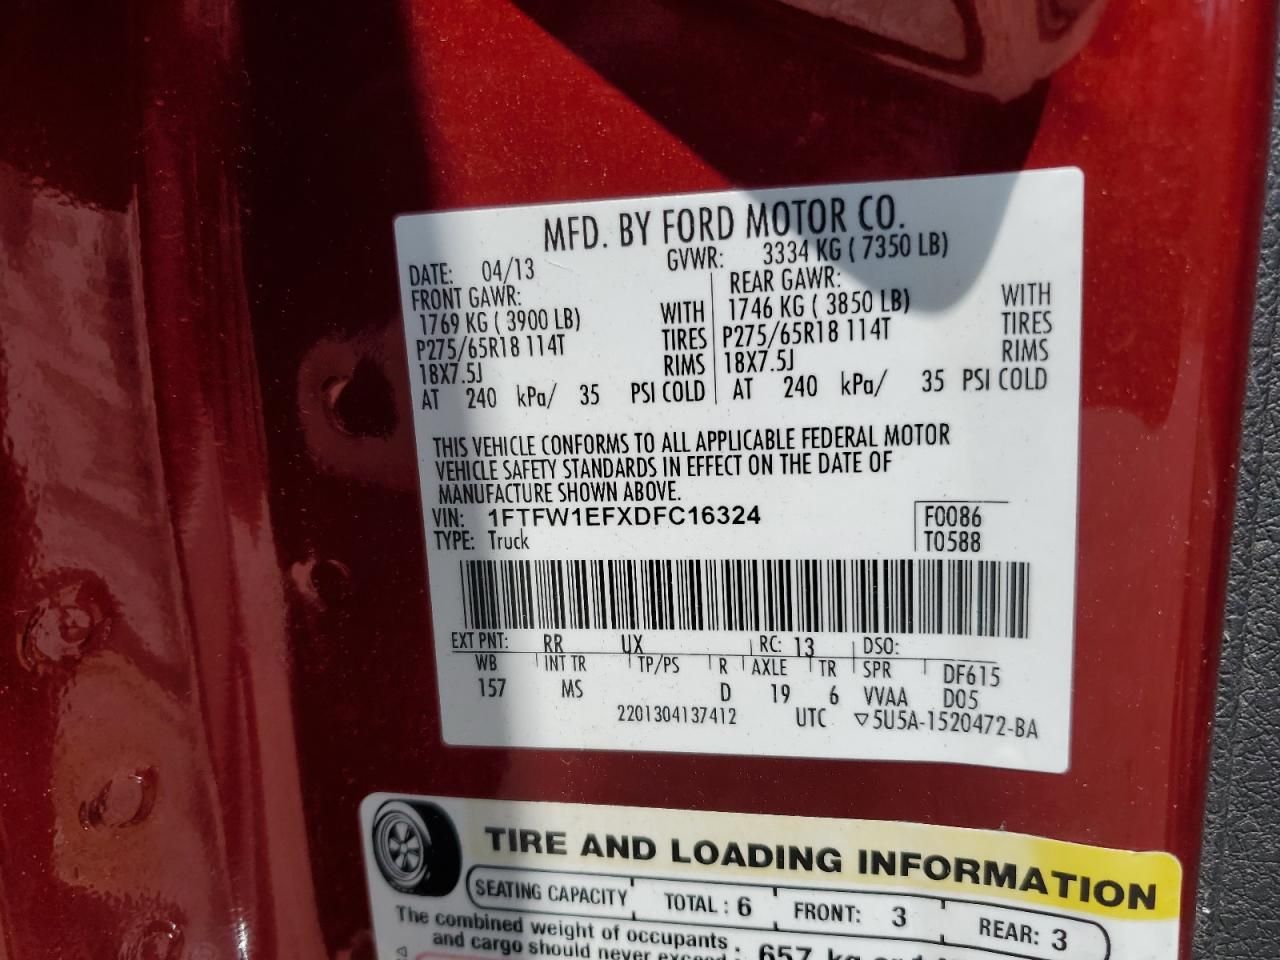 MFD. BY FORD MOTOR CO.
DATE: 04/13 GVWR: 3334 KG ( 7350 LB)
FRONT GAWR: REAR GAWR:
1769 KG ( 3900 LB) WITH 1746 KG ( 3850 LB) WITH
P275/65R18 114T TIRES P275/65R18 114T TIRES
18X7.5J RIMS 18X7.5J RIMS
AT 240 kPa/ 35 PSI COLD AT 240 kPa/ 35 PSI COLD
THIS VEHICLE CONFORMS TO ALL APPLICABLE FEDERAL MOTOR
VEHICLE SAFETY STANDARDS IN EFFECT ON THE DATE OF
MANUFACTURE SHOWN ABOVE.
VIN: 1FTFW1EFXDFC16324 F0086
TYPE: Truck T0588
EXT PNT: RR UX RC: 13 DSO:
WB INT TR TP/PS R AXLE TR SPR DF615
157 MS D 19 6 VVAA D05
2201304137412 UTC ▽5U5A-1520472-BA
TIRE AND LOADING INFORMATION
SEATING CAPACITY TOTAL : 6 FRONT: 3 REAR: 3
The combined weight of occupants
and cargo should never exceed : 657 kg